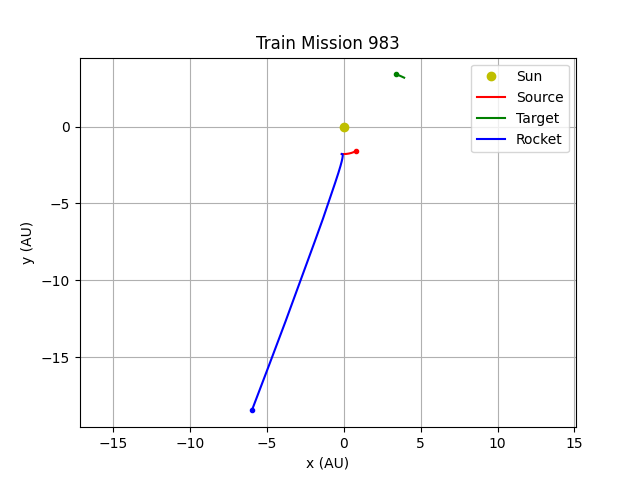 Train Mission 983
Sun
Source
Target
Rocket
0
−5
−10
−15
y (AU)
−15
−10
−5
0
5
10
15
x (AU)